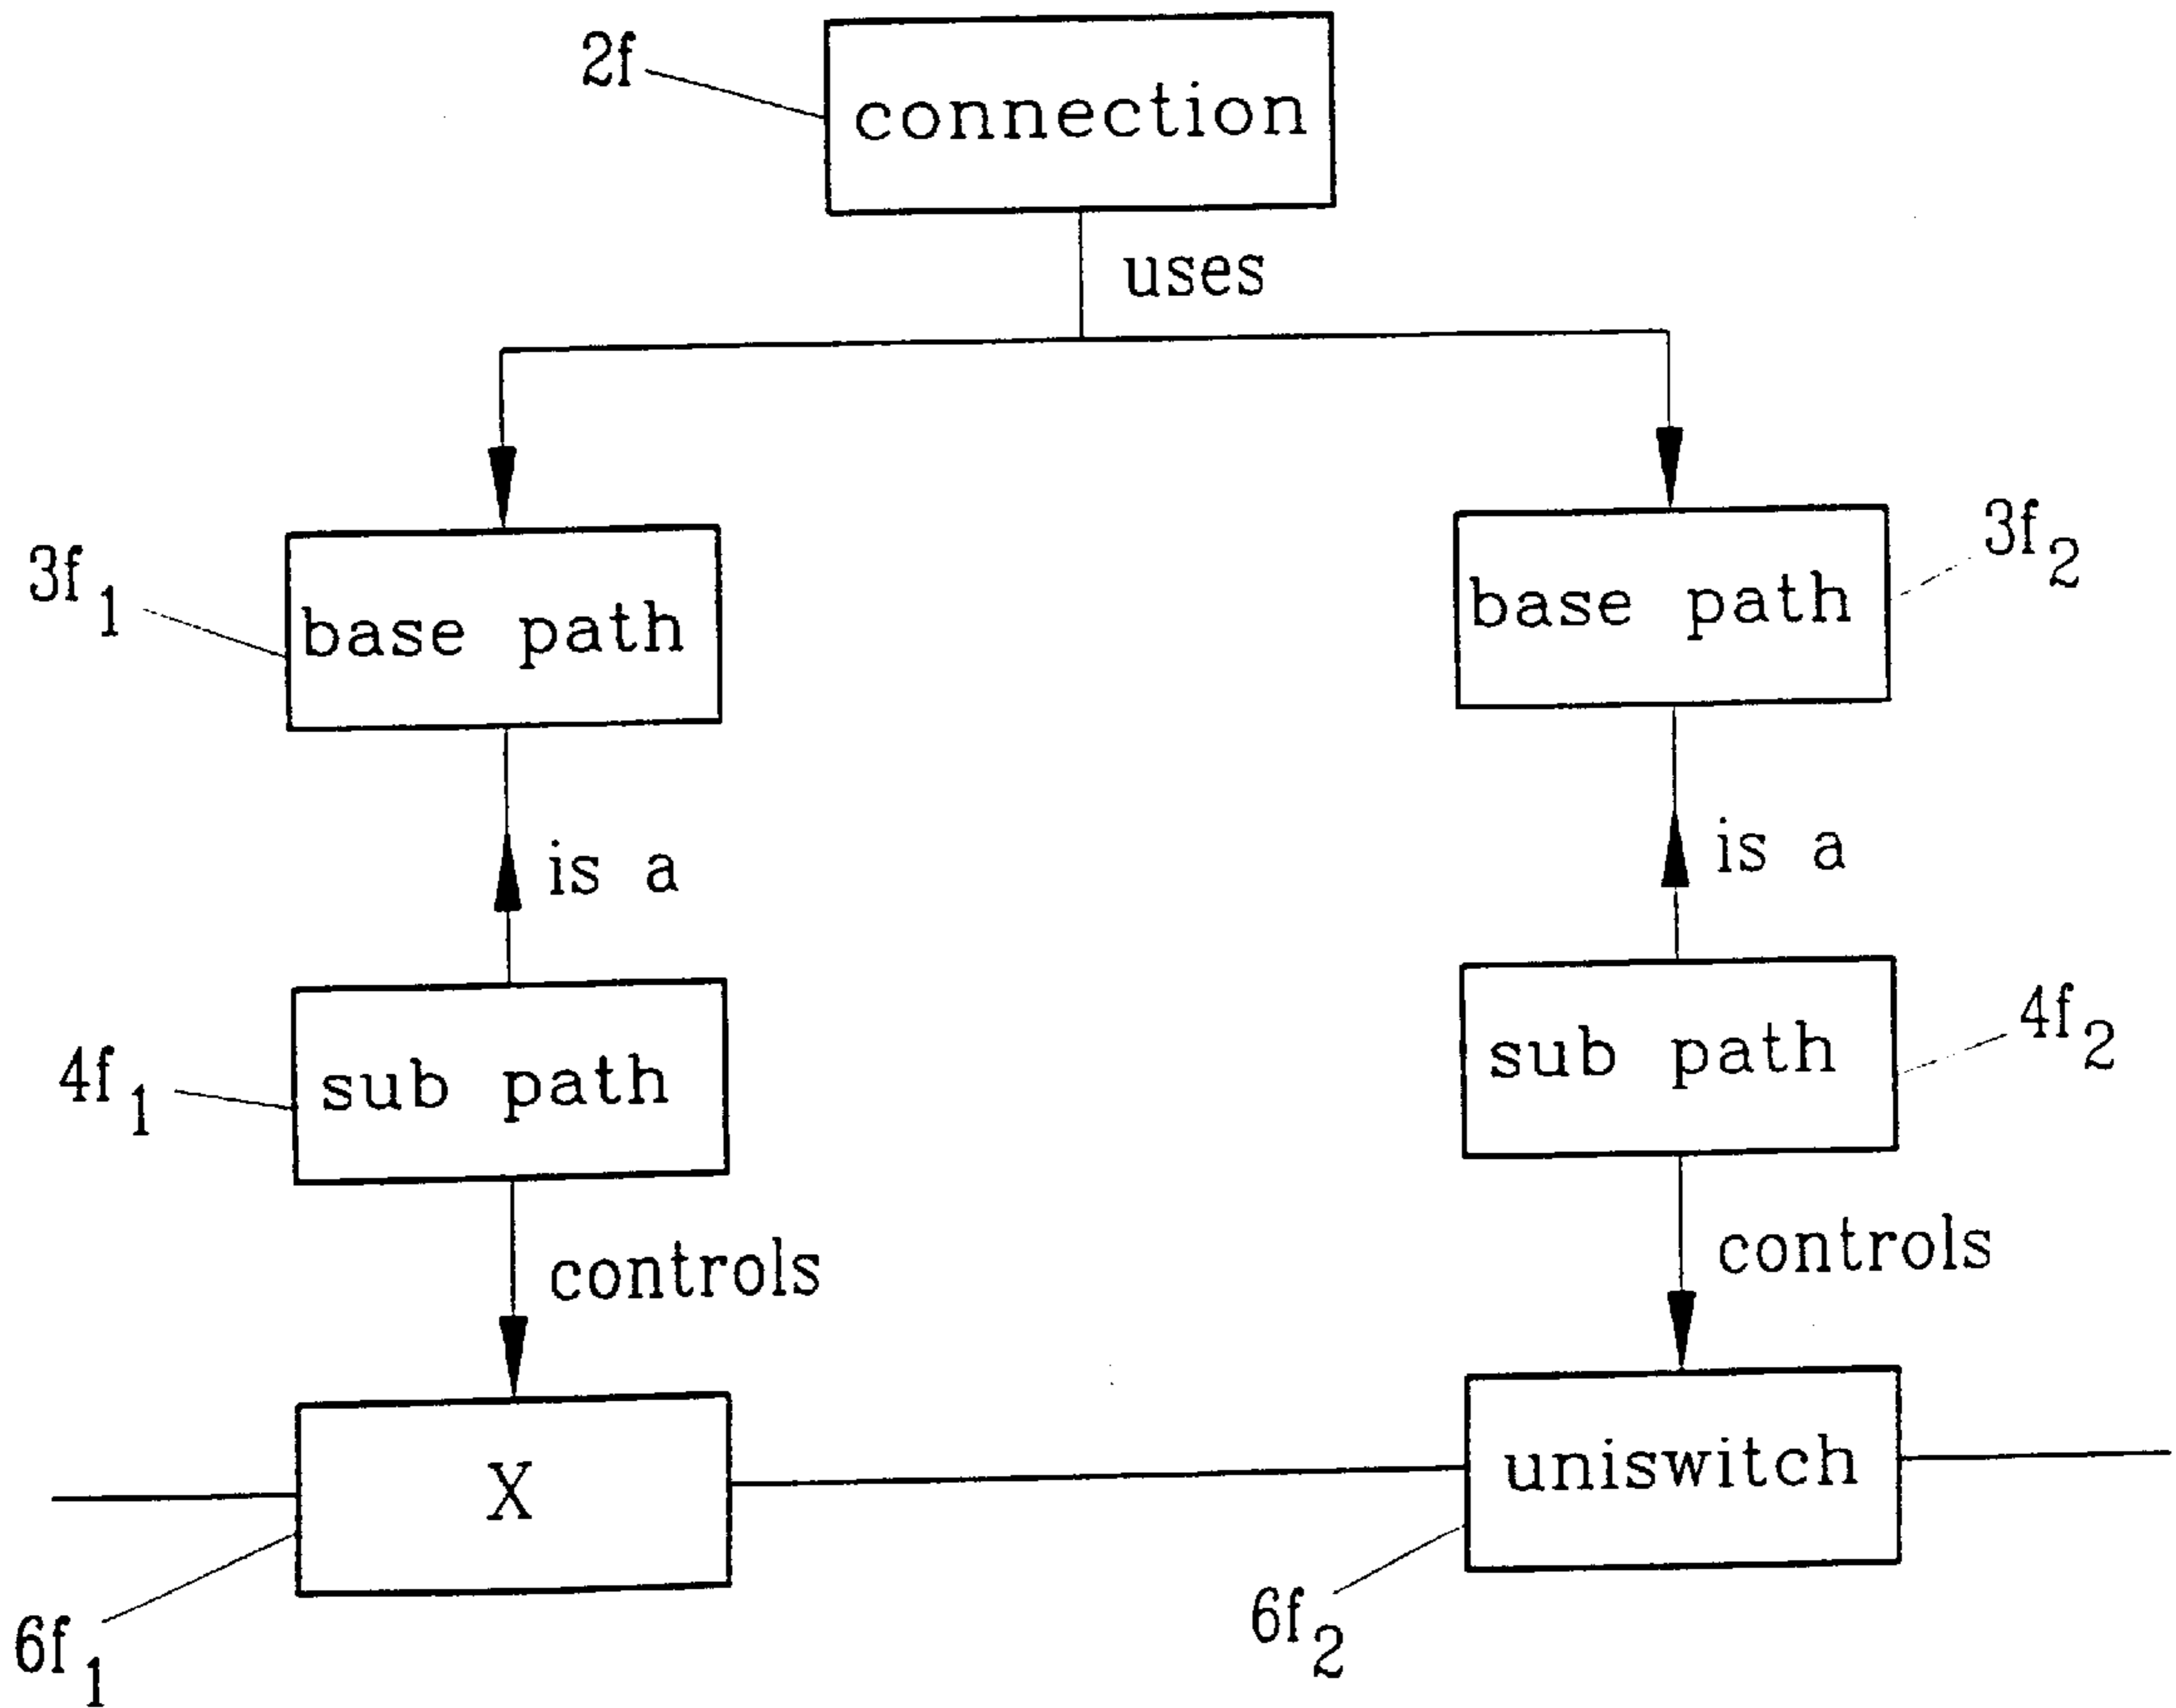 2f
connection
uses
3f1
base path
3f2
base path
is a
is a
4f1
sub path
4f2
sub path
controls
controls
X
uniswitch
6f1
6f2